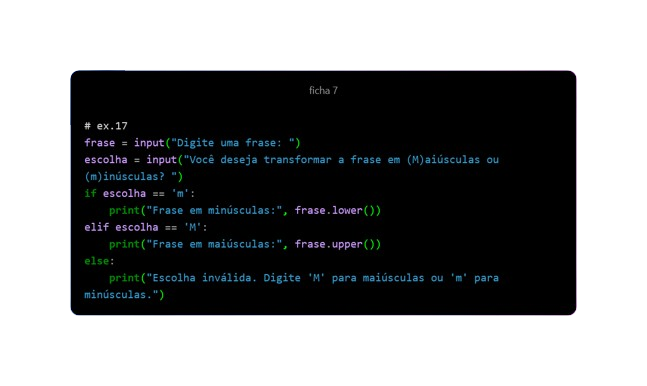 ficha 7
# ex.17
frase = input("Digite uma frase: ")
escolha = input("Você deseja transformar a frase em (M)aiúsculas ou
(m)inúsculas? ")
if escolha == 'm':
    print("Frase em minúsculas:", frase.lower())
elif escolha == 'M':
    print("Frase em maiúsculas:", frase.upper())
else:
    print("Escolha inválida. Digite 'M' para maiúsculas ou 'm' para
minúsculas.")